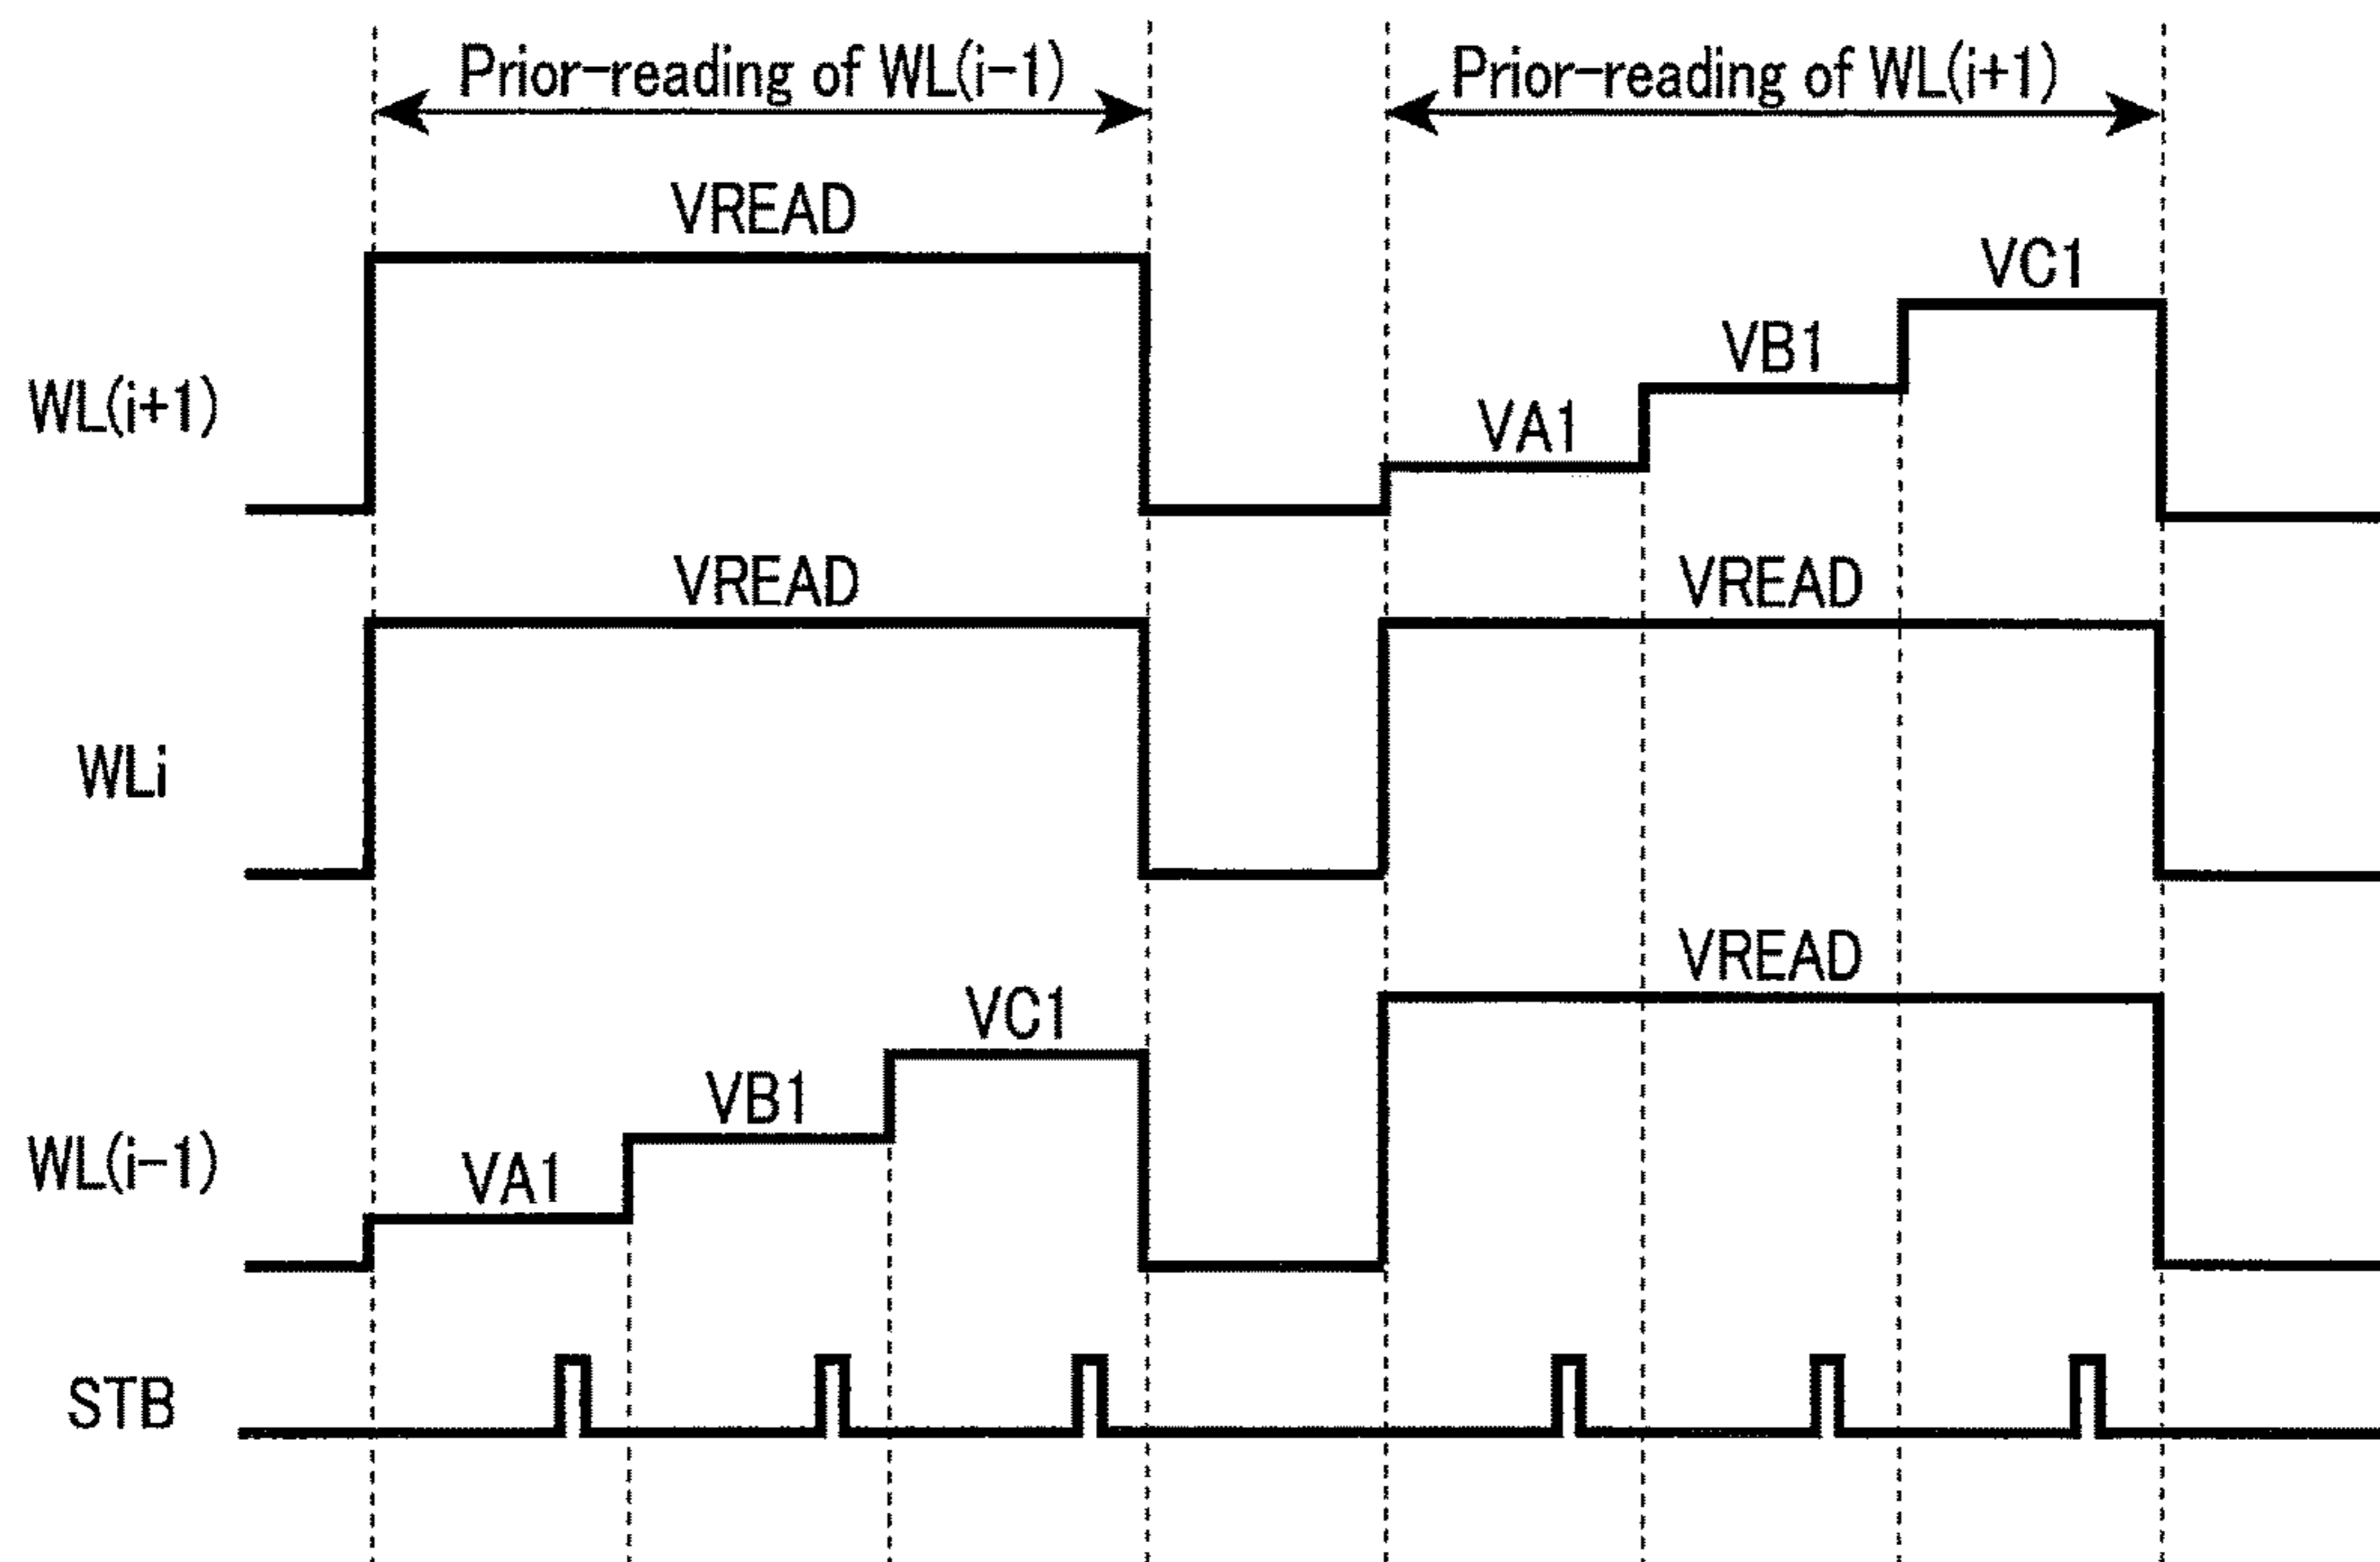 Prior-reading of WL(i-1) Prior-reading of WL(i+1)
VREAD
VC1
VB1
VA1
WL(i+1)
VREAD VREAD
WLi
VREAD
VC1
VB1
VA1
WL(i-1)
STB